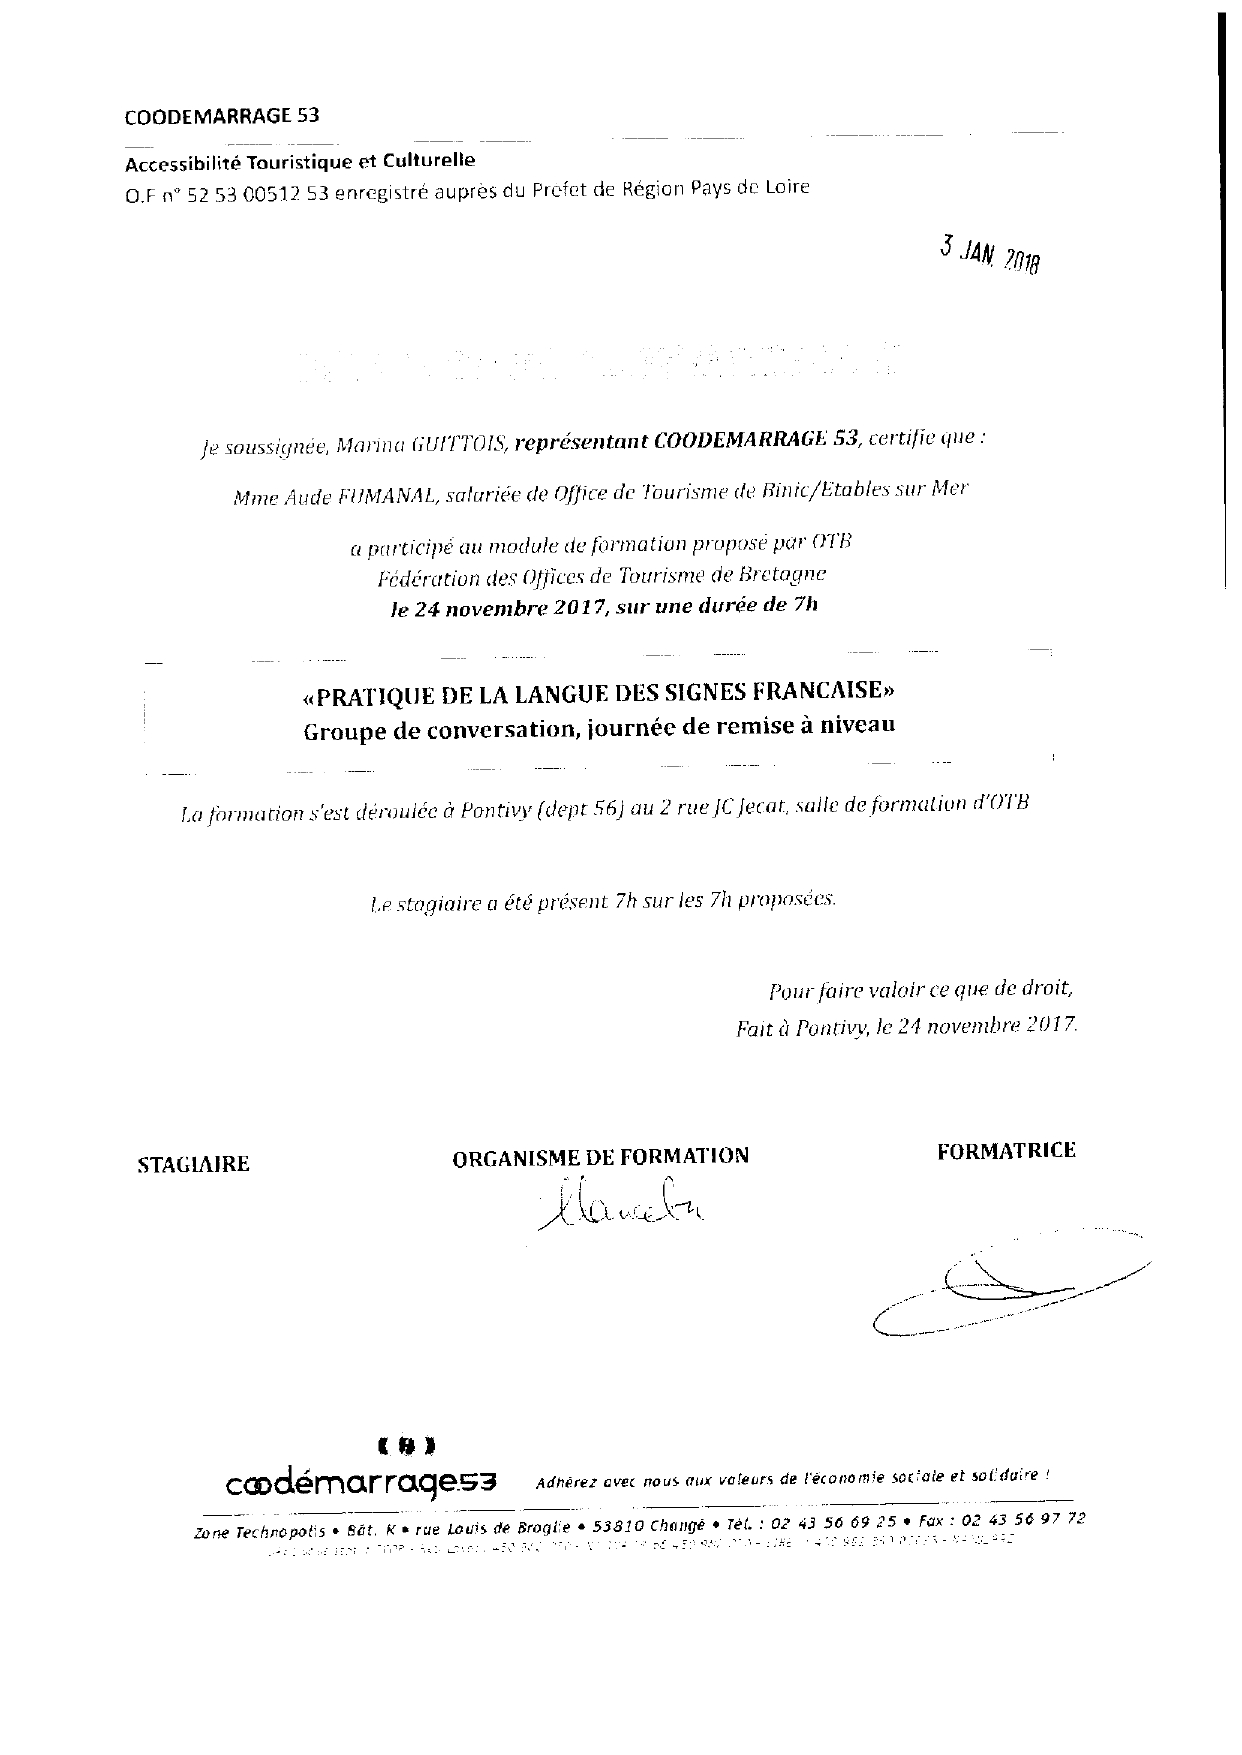 COODEMARRAGE 53
Accessibilité Touristique et Culturelle
O.F n° 52 53 00512 53 enregistré auprès du Prefet de Région Pays de Loire
3 JAN. 2018
Je soussignée, Marina GUITTOIS, représentant COODEMARRAGE 53, certifie que :
Mme Aude FUMANAL, salariée de Office de Tourisme de Binic/Etables sur Mer
a participé au module de formation proposé par OTB
Fédération des Offices de Tourisme de Bretagne
le 24 novembre 2017, sur une durée de 7h
«PRATIQUE DE LA LANGUE DES SIGNES FRANCAISE»
Groupe de conversation, journée de remise à niveau
La formation s'est déroulée à Pontivy (dept 56) au 2 rue JC Jecat, salle de formation d'OTB
Le stagiaire a été présent 7h sur les 7h proposées.
Pour faire valoir ce que de droit,
Fait à Pontivy, le 24 novembre 2017.
STAGIAIRE ORGANISME DE FORMATION FORMATRICE
coodémarrage53 Adhérez avec nous aux valeurs de l'économie sociale et solidaire !
Zone Technopolis • Bât. K • rue Louis de Broglie • 53810 Changé • Tél. : 02 43 56 69 25 • Fax : 02 43 56 97 72